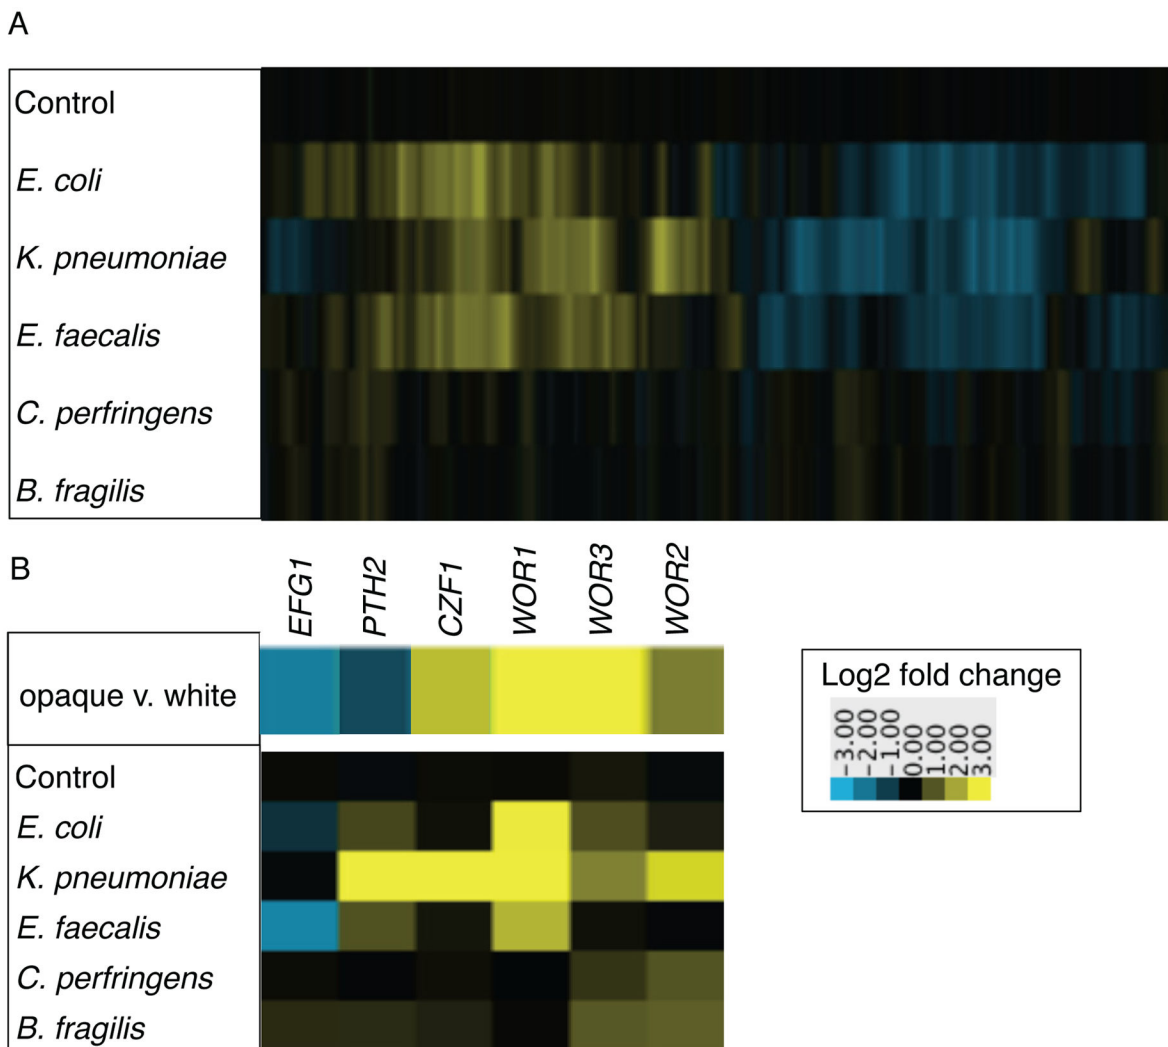 A
Control
E. coli
K. pneumoniae
E. faecalis
C. perfringens
B. fragilis
B
EFG1
PTH2
CZF1
WOR1
WOR3
WOR2
opaque v. white
Log2 fold change
−3.00
−2.00
−1.00
0.00
1.00
2.00
3.00
Control
E. coli
K. pneumoniae
E. faecalis
C. perfringens
B. fragilis